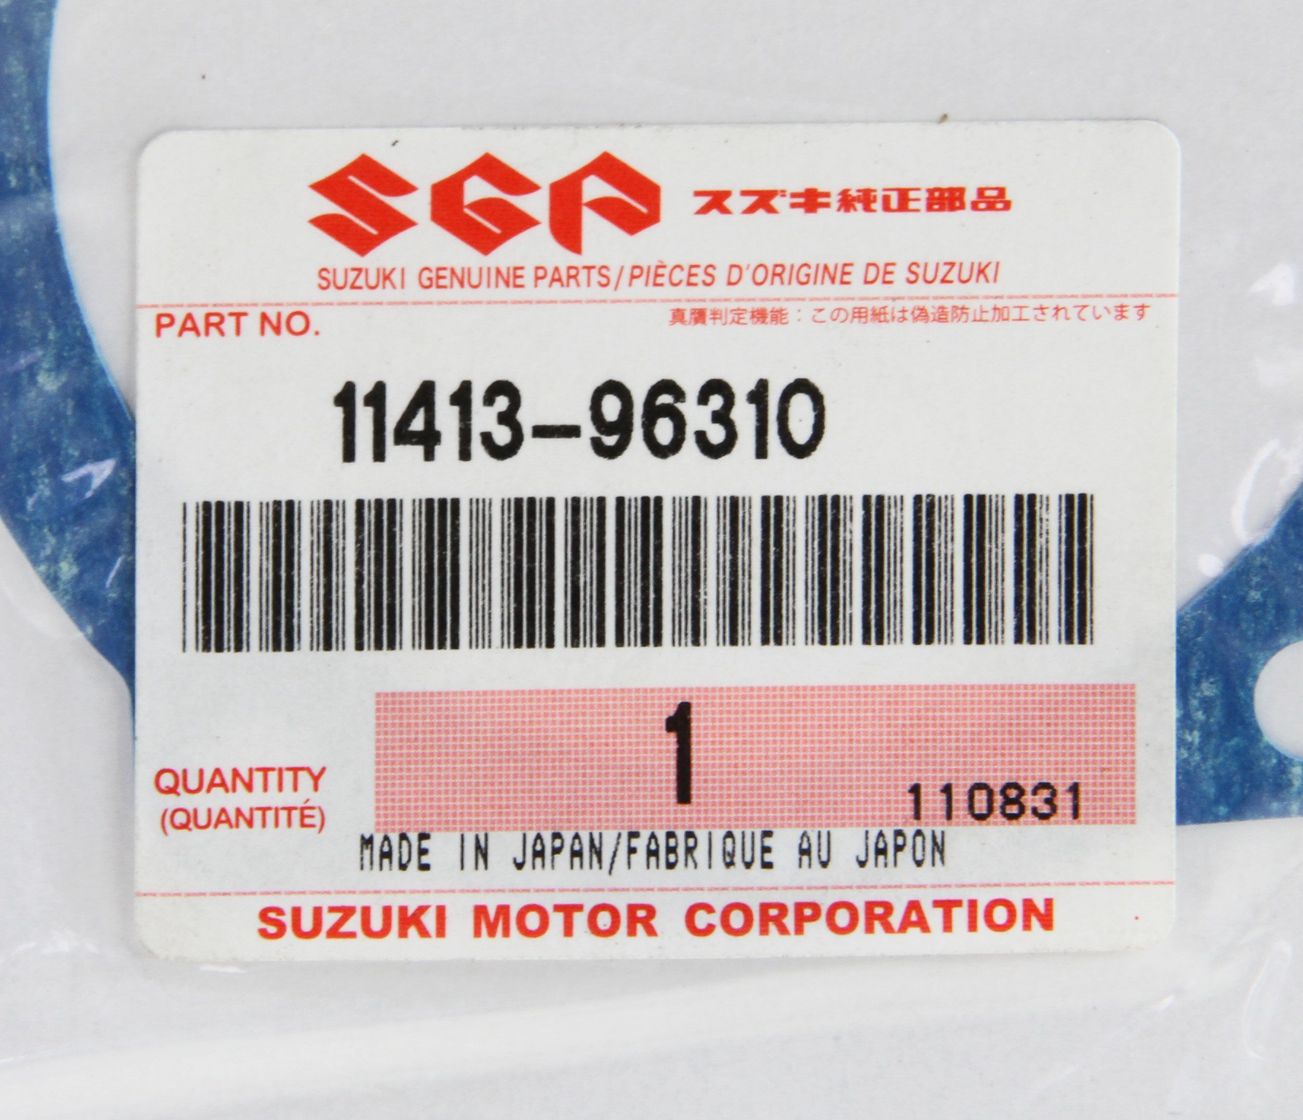 SGP スズキ純正部品
SUZUKI GENUINE PARTS/PIÈCES D'ORIGINE DE SUZUKI
PART NO. 真贋判定機能：この用紙は偽造防止加工されています
11413-96310
1
QUANTITY
(QUANTITÉ)
110831
MADE IN JAPAN/FABRIQUE AU JAPON
SUZUKI MOTOR CORPORATION